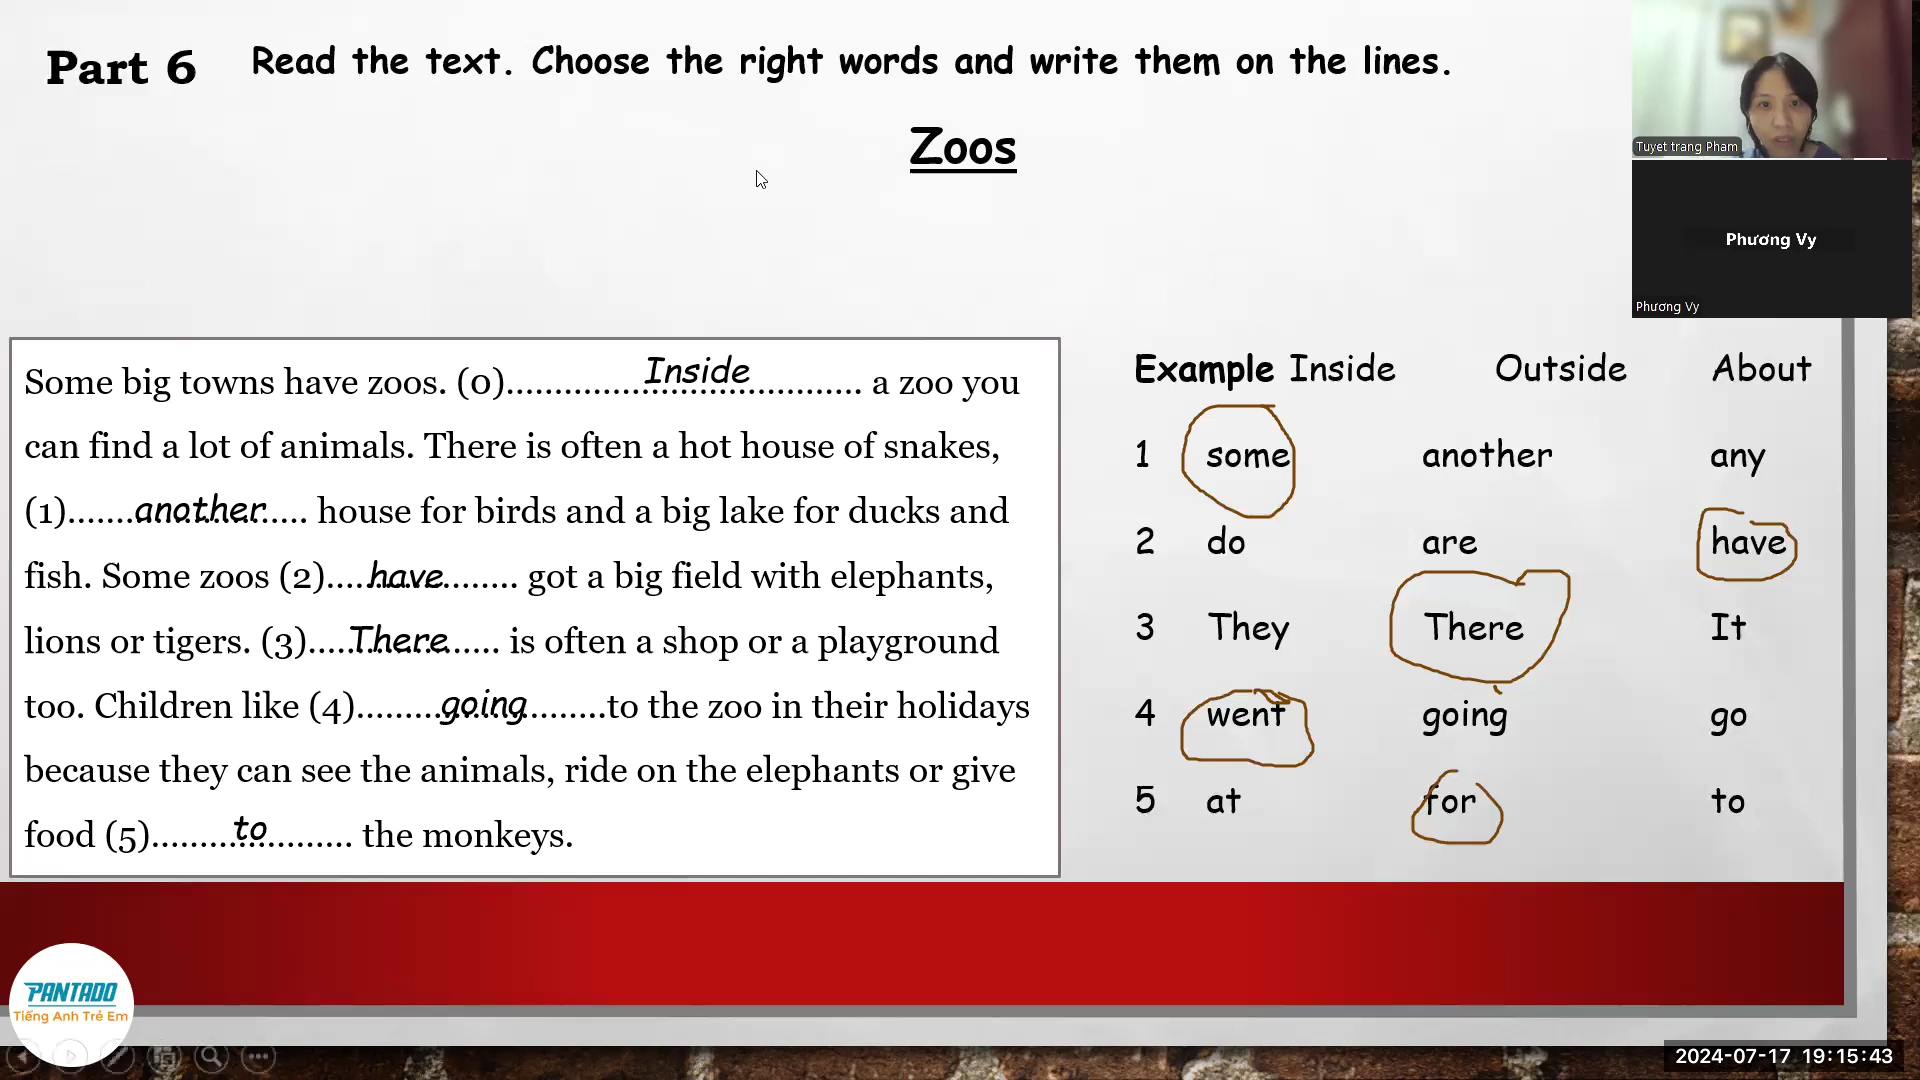 Part 6 Read the text. Choose the right words and write them on the lines.
Zoos
Tuyet trang Pham
Phương Vy
Phương Vy
Some big towns have zoos. (0)..........Inside.......... a zoo you
can find a lot of animals. There is often a hot house of snakes,
(1).......another..... house for birds and a big lake for ducks and
fish. Some zoos (2)....have........ got a big field with elephants,
lions or tigers. (3)....There...... is often a shop or a playground
too. Children like (4).........going.........to the zoo in their holidays
because they can see the animals, ride on the elephants or give
food (5).........to......... the monkeys.
Example Inside Outside About
1 some another any
2 do are have
3 They There It
4 went going go
5 at for to
PANTADO
Tiếng Anh Trẻ Em
2024-07-17 19:15:43